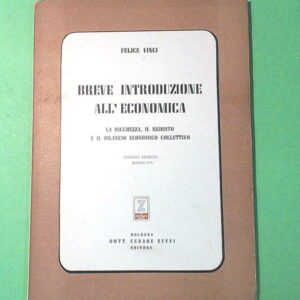 FELICE VINCI
BREVE INTRODUZIONE
ALL'ECONOMICA
LA RICCHEZZA, IL REDDITO
E IL BILANCIO ECONOMICO COLLETTIVO
SECONDA EDIZIONE
Z
BOLOGNA
DOTT. CESARE ZUFFI
EDITORE